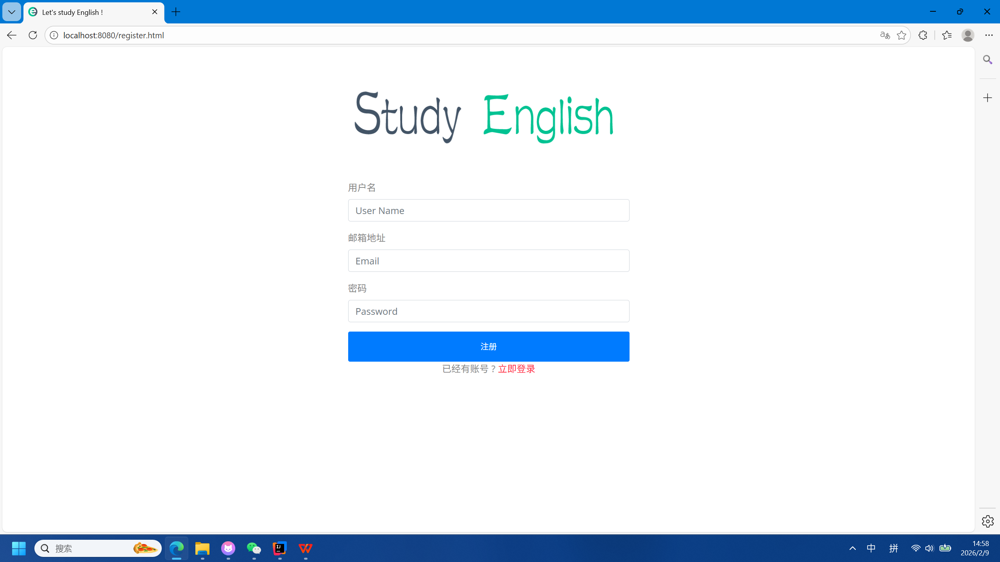 Let's study English !
localhost:8080/register.html
Study English
用户名
User Name
邮箱地址
Email
密码
Password
注册
已经有账号？立即登录
搜索
中
拼
14:58
2026/2/9